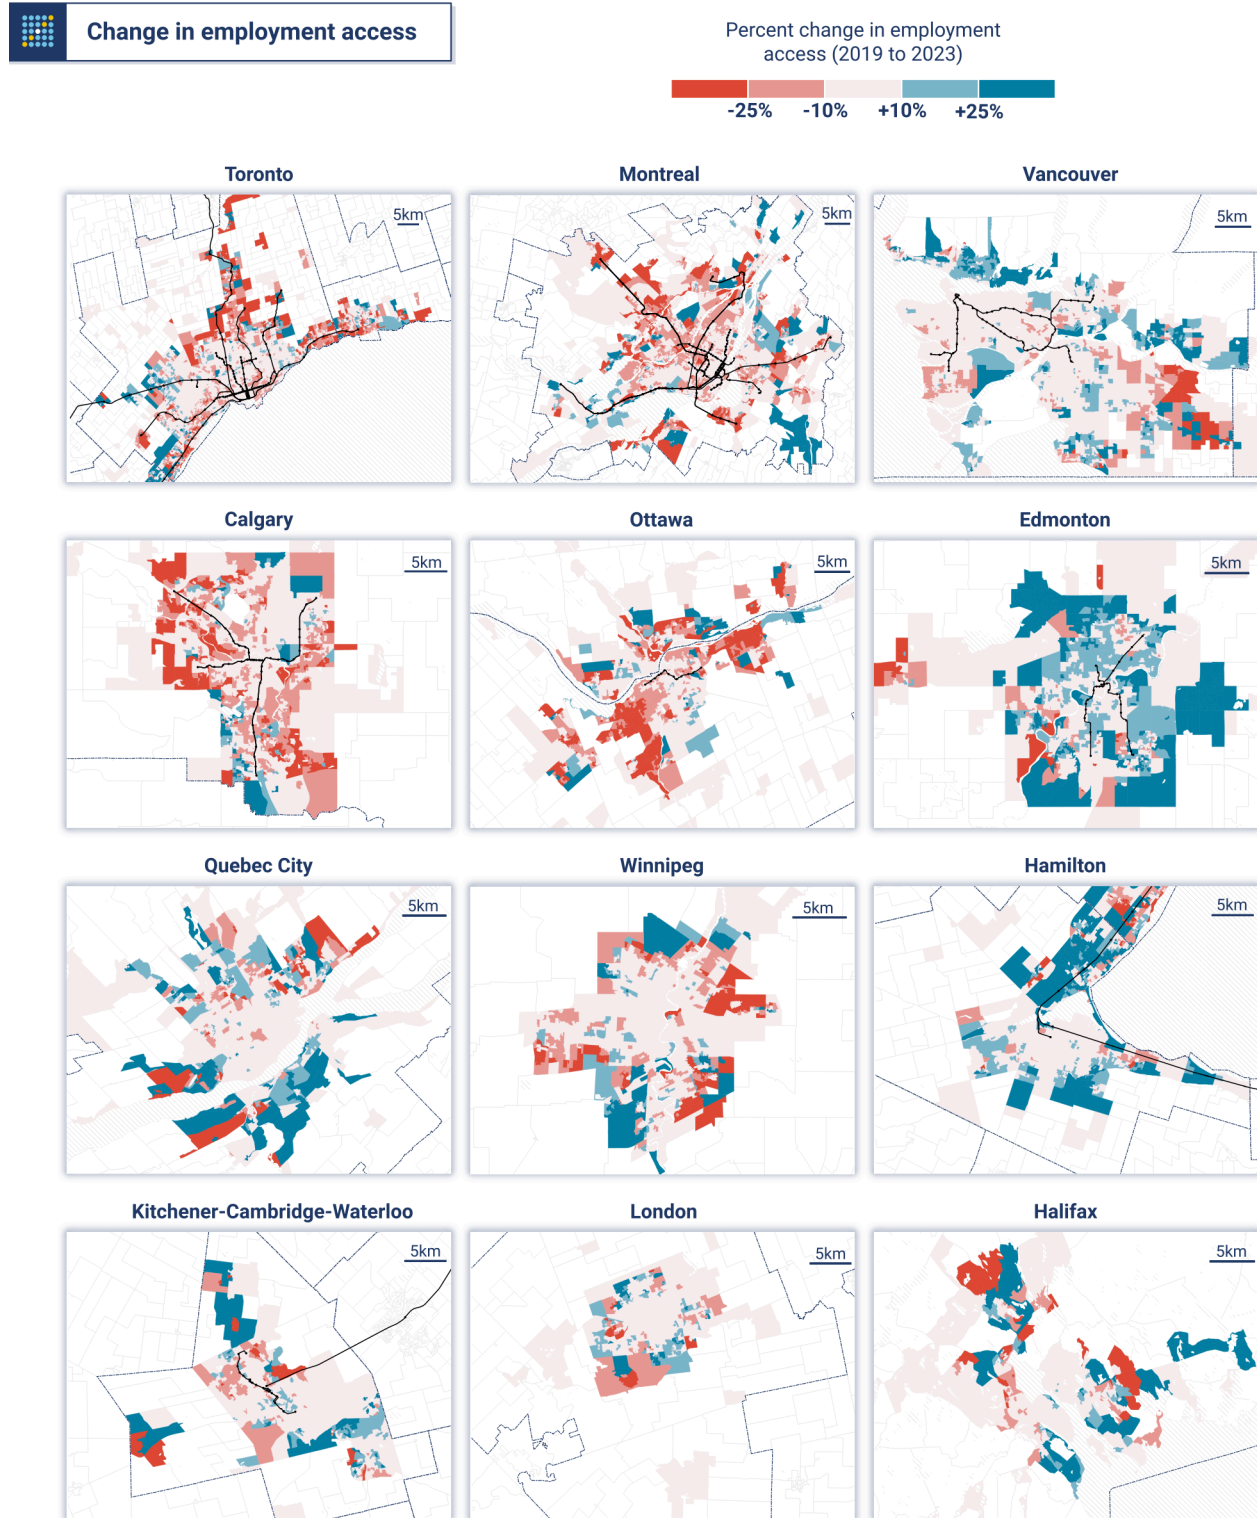 Change in employment access
Percent change in employment
access (2019 to 2023)
-25% -10% +10% +25%
Toronto
Montreal
Vancouver
5km
5km
5km
Calgary
Ottawa
Edmonton
5km
5km
5km
Quebec City
Winnipeg
Hamilton
5km
5km
5km
Kitchener-Cambridge-Waterloo
London
Halifax
5km
5km
5km